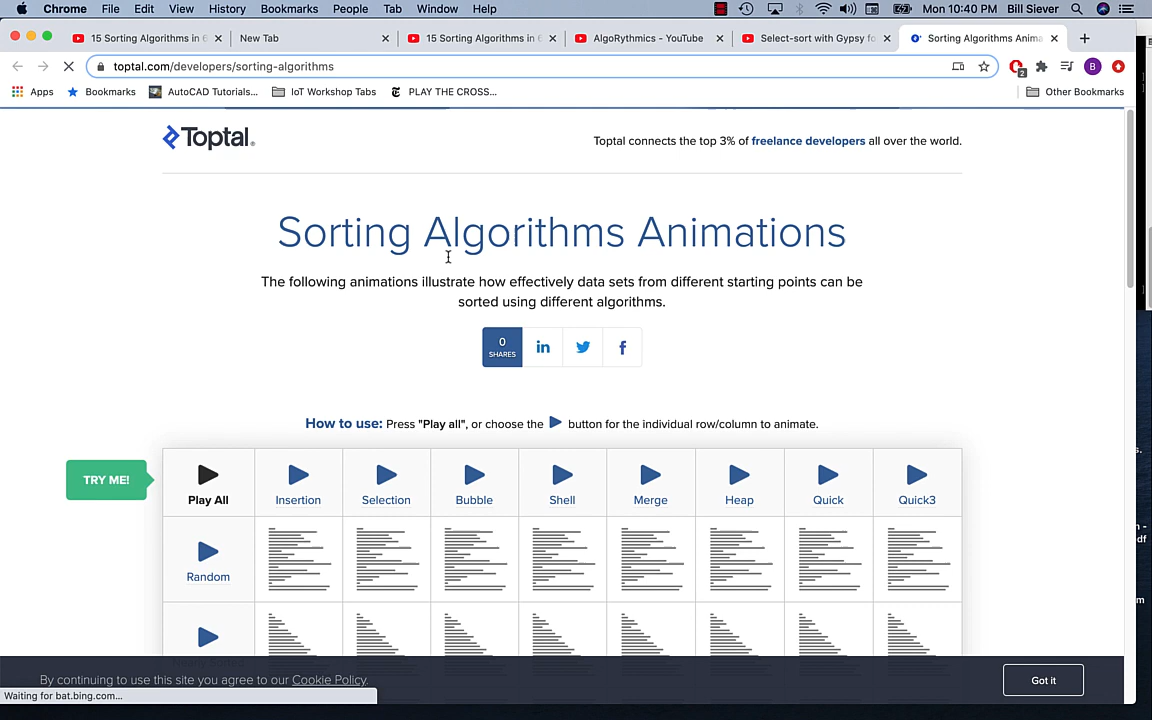 Chrome File Edit View History Bookmarks People Tab Window Help Mon 10:40 PM Bill Siever
15 Sorting Algorithms in 6 New Tab 15 Sorting Algorithms in 6 AlgoRythmics - YouTube Select-sort with Gypsy fo Sorting Algorithms Anima
toptal.com/developers/sorting-algorithms
Apps Bookmarks AutoCAD Tutorials... IoT Workshop Tabs PLAY THE CROSS... Other Bookmarks
Toptal
Toptal connects the top 3% of freelance developers all over the world.
Sorting Algorithms Animations
The following animations illustrate how effectively data sets from different starting points can be
sorted using different algorithms.
0
SHARES
How to use: Press "Play all", or choose the button for the individual row/column to animate.
TRY ME!
Play All Insertion Selection Bubble Shell Merge Heap Quick Quick3
Random
Nearly Sorted
By continuing to use this site you agree to our Cookie Policy.
Got it
Waiting for bat.bing.com...